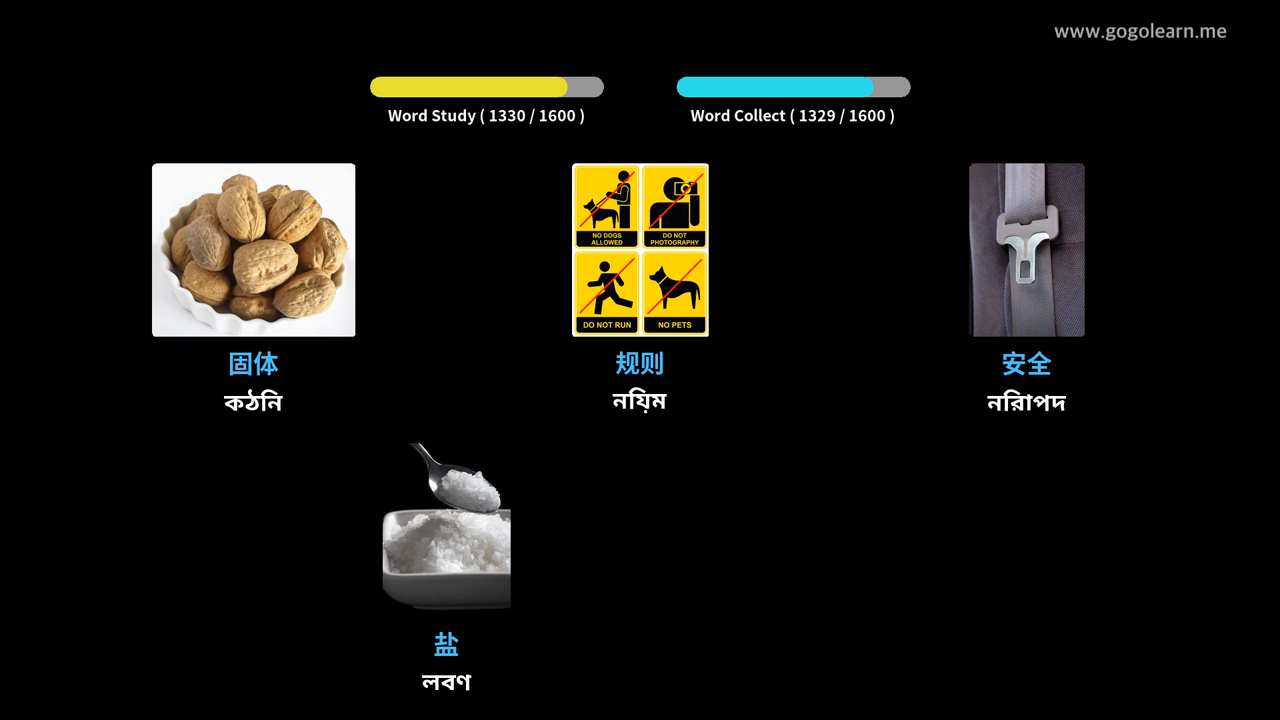 www.gogolearn.me
Word Study ( 1330 / 1600 )
Word Collect ( 1329 / 1600 )
NO DOGS
ALLOWED
DO NOT
PHOTOGRAPHY
DO NOT RUN
NO PETS
固体
规则
安全
কঠিন
নিয়ম
নিরাপদ
盐
লবণ